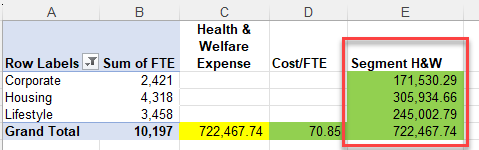 A B C D E
Health &
Welfare
Row Labels Sum of FTE Expense Cost/FTE Segment H&W
Corporate 2,421 171,530.29
Housing 4,318 305,934.66
Lifestyle 3,458 245,002.79
Grand Total 10,197 722,467.74 70.85 722,467.74